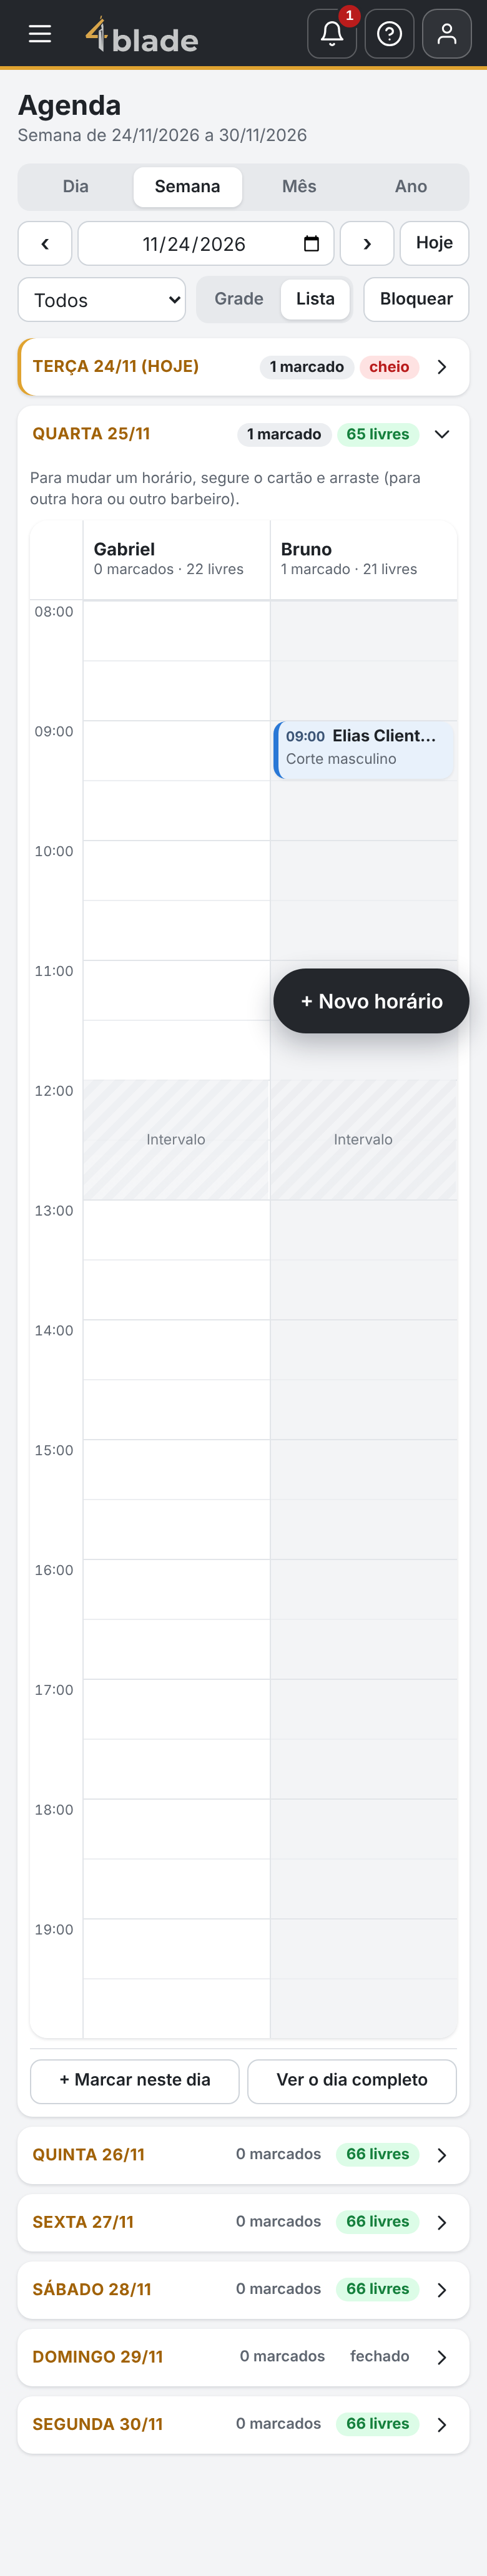 4blade
1
Agenda
Semana de 24/11/2026 a 30/11/2026
Dia Semana Mês Ano
‹ 11/24/2026 › Hoje
Todos Grade Lista Bloquear
TERÇA 24/11 (HOJE) 1 marcado cheio
QUARTA 25/11 1 marcado 65 livres
Para mudar um horário, segure o cartão e arraste (para
outra hora ou outro barbeiro).
Gabriel Bruno
0 marcados · 22 livres 1 marcado · 21 livres
08:00
09:00 09:00 Elias Client...
Corte masculino
10:00
11:00
+ Novo horário
12:00
Intervalo Intervalo
13:00
14:00
15:00
16:00
17:00
18:00
19:00
+ Marcar neste dia Ver o dia completo
QUINTA 26/11 0 marcados 66 livres
SEXTA 27/11 0 marcados 66 livres
SÁBADO 28/11 0 marcados 66 livres
DOMINGO 29/11 0 marcados fechado
SEGUNDA 30/11 0 marcados 66 livres